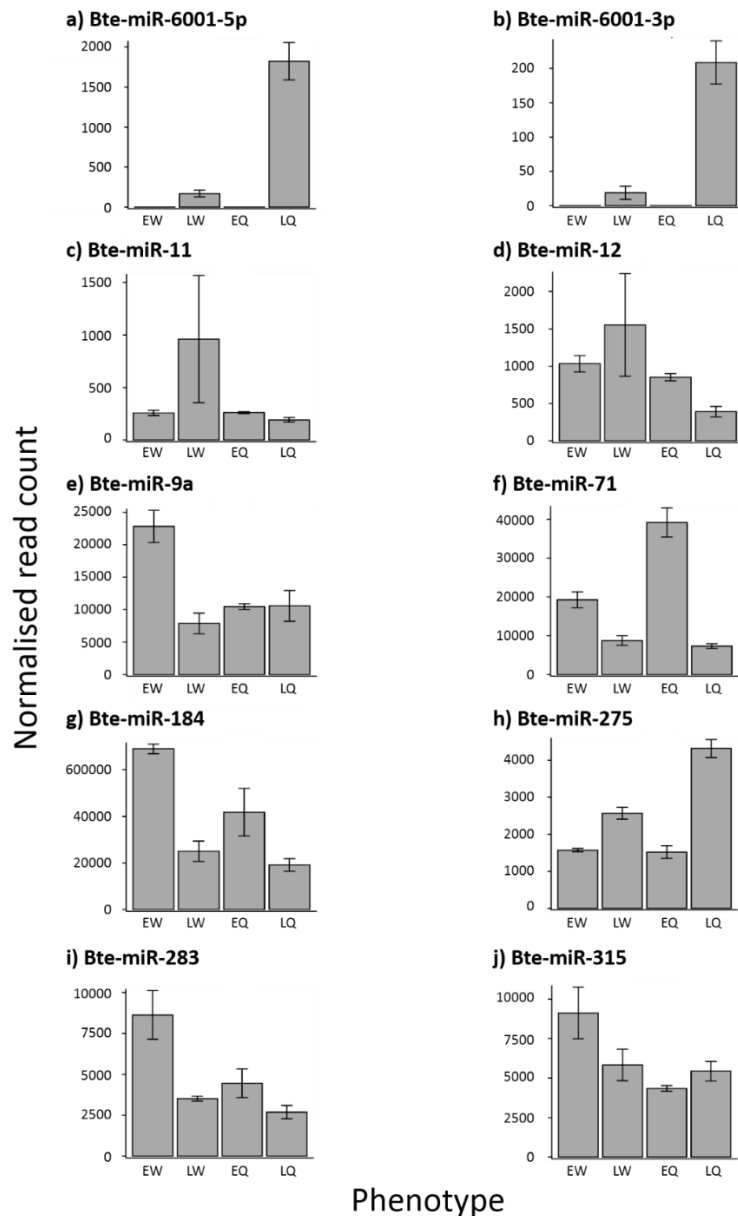 a) Bte-miR-6001-5p
2000
1500
1000
500
0
EW LW EQ LQ
b) Bte-miR-6001-3p
200
150
100
50
0
EW LW EQ LQ
c) Bte-miR-11
1500
1000
500
0
EW LW EQ LQ
d) Bte-miR-12
2000
1500
1000
500
0
EW LW EQ LQ
e) Bte-miR-9a
25000
20000
15000
10000
5000
0
EW LW EQ LQ
f) Bte-miR-71
40000
30000
20000
10000
0
EW LW EQ LQ
g) Bte-miR-184
600000
40000
20000
0
EW LW EQ LQ
h) Bte-miR-275
4000
3000
2000
1000
0
EW LW EQ LQ
i) Bte-miR-283
10000
7500
5000
2500
0
EW LW EQ LQ
j) Bte-miR-315
10000
7500
5000
2500
0
EW LW EQ LQ
Normalised read count
Phenotype